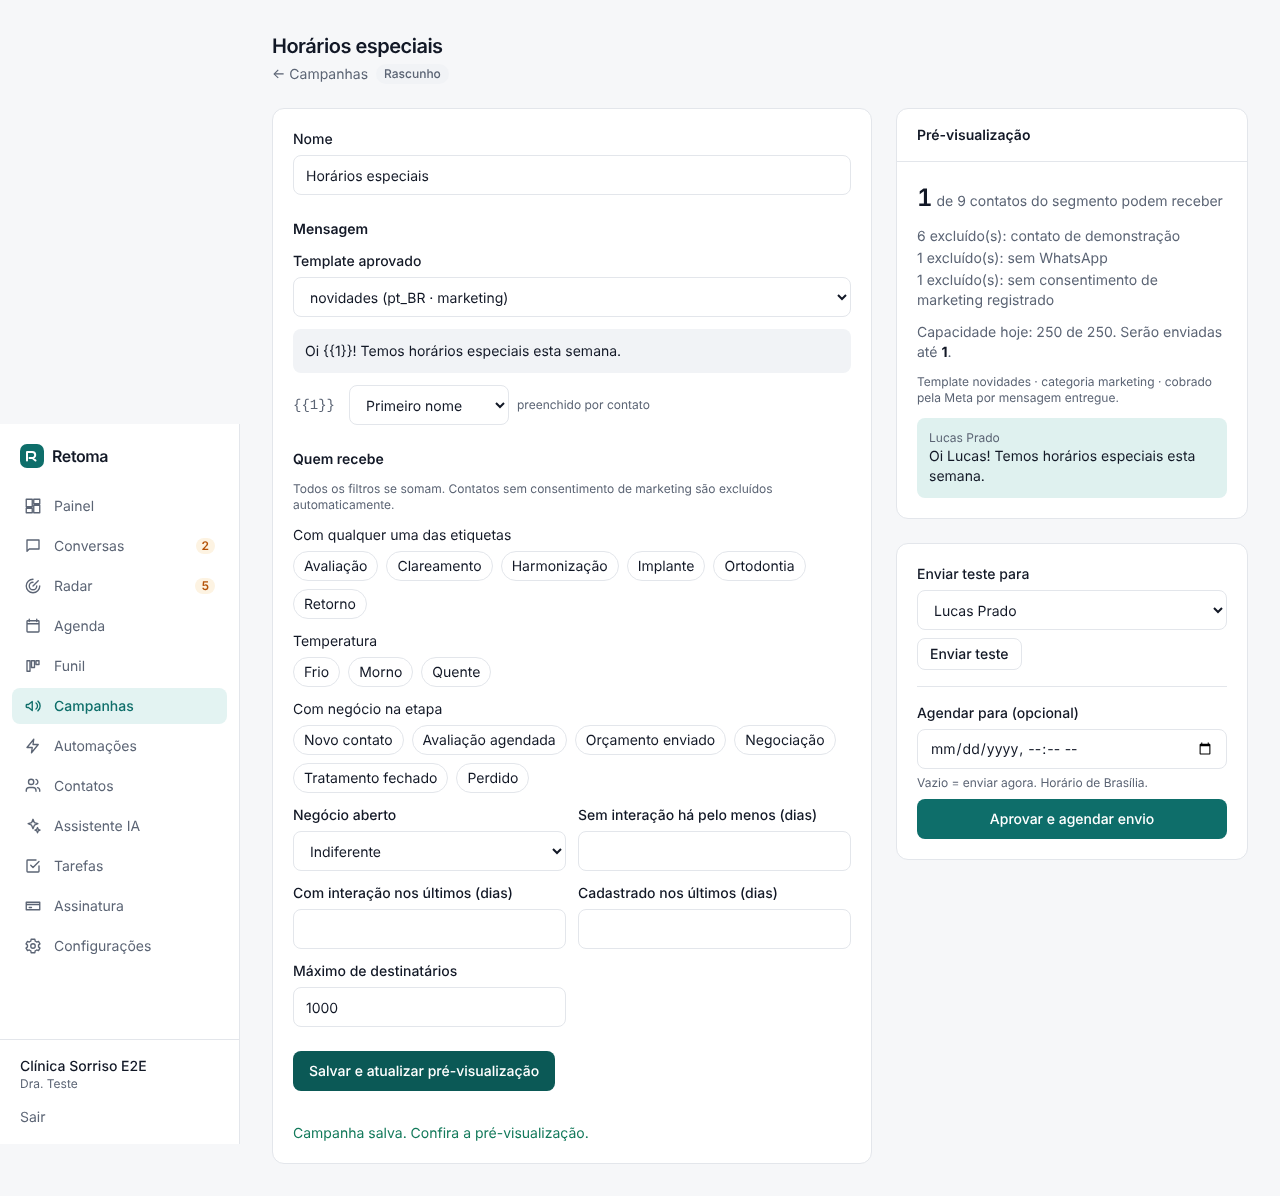 Horários especiais
← Campanhas Rascunho
Retoma
Painel
Conversas 2
Radar 5
Agenda
Funil
Campanhas
Automações
Contatos
Assistente IA
Tarefas
Assinatura
Configurações
Clínica Sorriso E2E
Dra. Teste
Sair
Nome
Horários especiais
Mensagem
Template aprovado
novidades (pt_BR · marketing)
Oi {{1}}! Temos horários especiais esta semana.
{{1}} Primeiro nome preenchido por contato
Quem recebe
Todos os filtros se somam. Contatos sem consentimento de marketing são excluídos
automaticamente.
Com qualquer uma das etiquetas
Avaliação Clareamento Harmonização Implante Ortodontia
Retorno
Temperatura
Frio Morno Quente
Com negócio na etapa
Novo contato Avaliação agendada Orçamento enviado Negociação
Tratamento fechado Perdido
Negócio aberto Sem interação há pelo menos (dias)
Indiferente
Com interação nos últimos (dias) Cadastrado nos últimos (dias)
Máximo de destinatários
1000
Salvar e atualizar pré-visualização
Campanha salva. Confira a pré-visualização.
Pré-visualização
1 de 9 contatos do segmento podem receber
6 excluído(s): contato de demonstração
1 excluído(s): sem WhatsApp
1 excluído(s): sem consentimento de
marketing registrado
Capacidade hoje: 250 de 250. Serão enviadas
até 1.
Template novidades · categoria marketing · cobrado
pela Meta por mensagem entregue.
Lucas Prado
Oi Lucas! Temos horários especiais esta
semana.
Enviar teste para
Lucas Prado
Enviar teste
Agendar para (opcional)
mm/dd/yyyy, --:-- --
Vazio = enviar agora. Horário de Brasília.
Aprovar e agendar envio